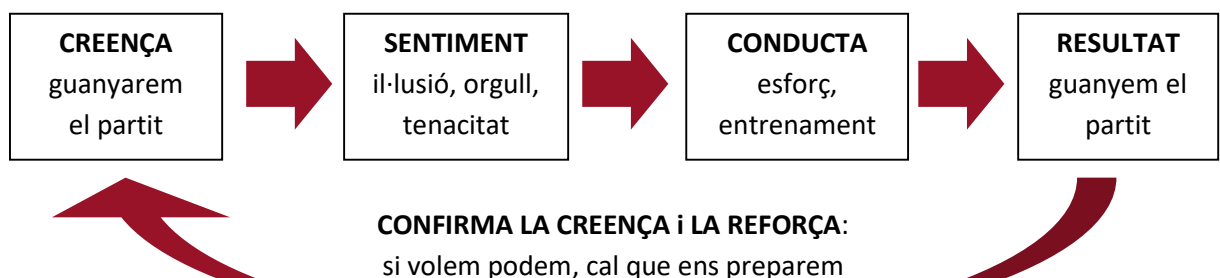 CREENÇA
guanyarem
el partit
SENTIMENT
il·lusió, orgull,
tenacitat
CONDUCTA
esforç,
entrenament
RESULTAT
guanyem el
partit
CONFIRMA LA CREENÇA i LA REFORÇA:
si volem podem, cal que ens preparem